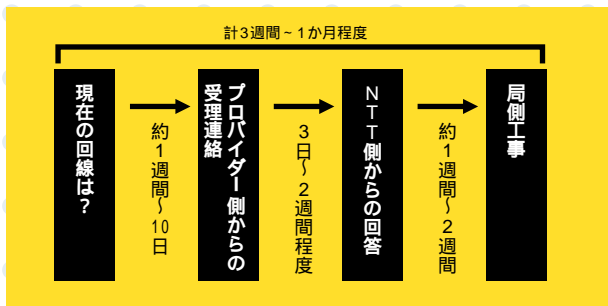 計3週間~1か月程度
現在の回線は?
約1週間~10日
プロバイダー側からの
受理連絡
3日~2週間程度
NTT側からの回答
約1週間~2週間
局側工事